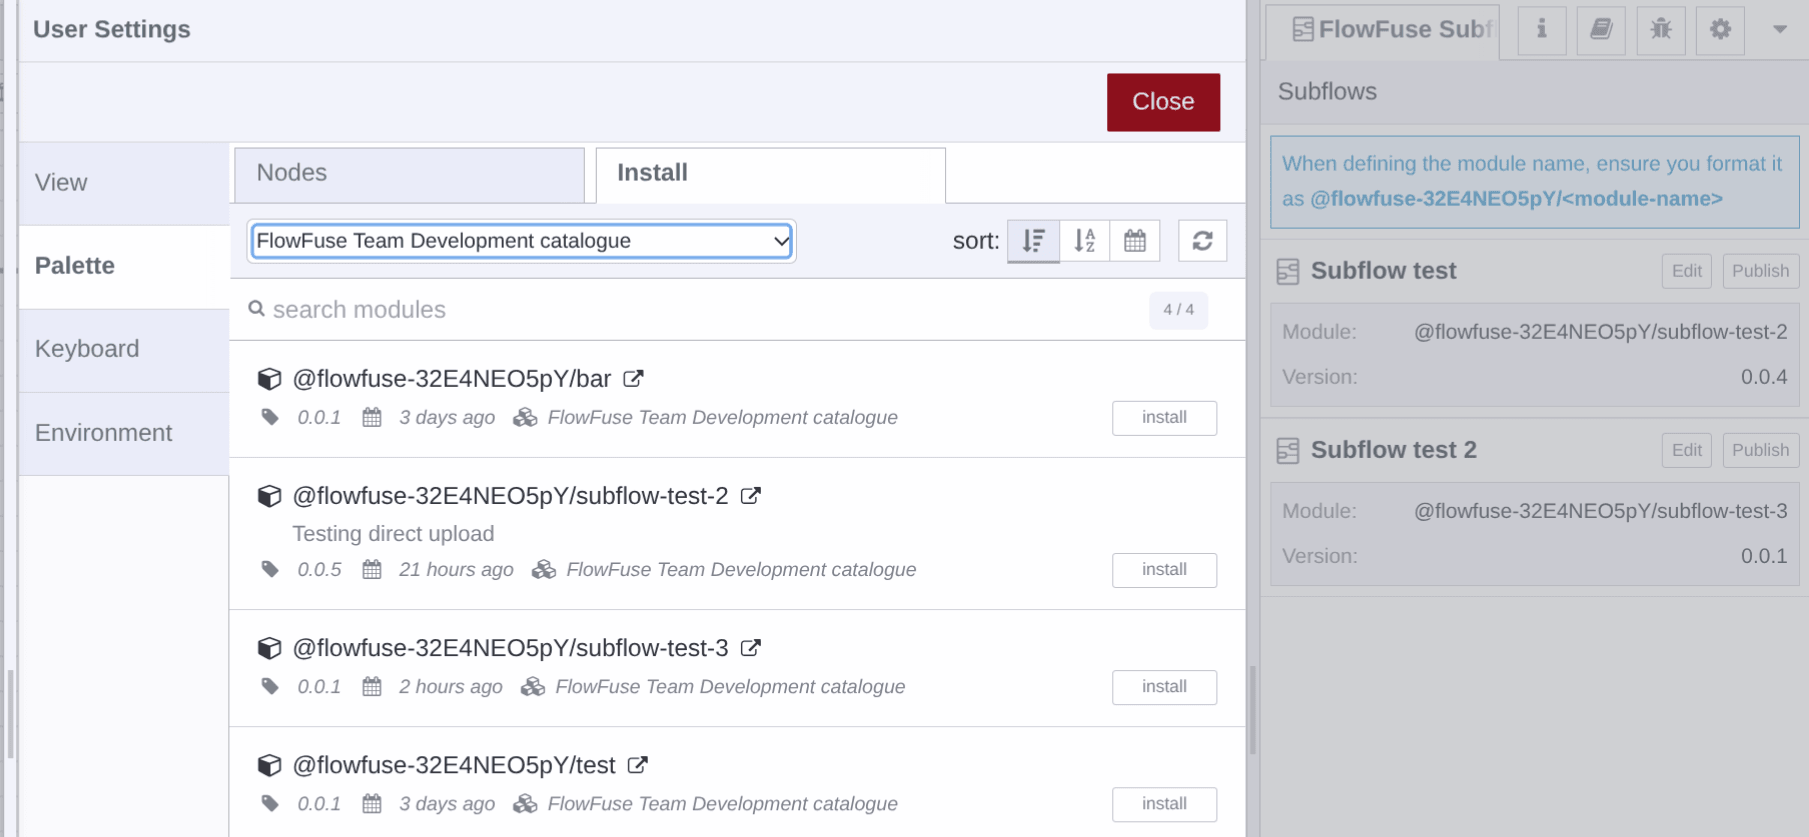 User Settings
Close
View
Palette
Keyboard
Environment
Nodes
Install
FlowFuse Team Development catalogue
sort:
search modules
4 / 4
@flowfuse-32E4NEO5pY/bar
0.0.1 3 days ago FlowFuse Team Development catalogue
install
@flowfuse-32E4NEO5pY/subflow-test-2
Testing direct upload
0.0.5 21 hours ago FlowFuse Team Development catalogue
install
@flowfuse-32E4NEO5pY/subflow-test-3
0.0.1 2 hours ago FlowFuse Team Development catalogue
install
@flowfuse-32E4NEO5pY/test
0.0.1 3 days ago FlowFuse Team Development catalogue
install
FlowFuse Subf
Subflows
When defining the module name, ensure you format it
as @flowfuse-32E4NEO5pY/<module-name>
Subflow test
Edit
Publish
Module: @flowfuse-32E4NEO5pY/subflow-test-2
Version: 0.0.4
Subflow test 2
Edit
Publish
Module: @flowfuse-32E4NEO5pY/subflow-test-3
Version: 0.0.1